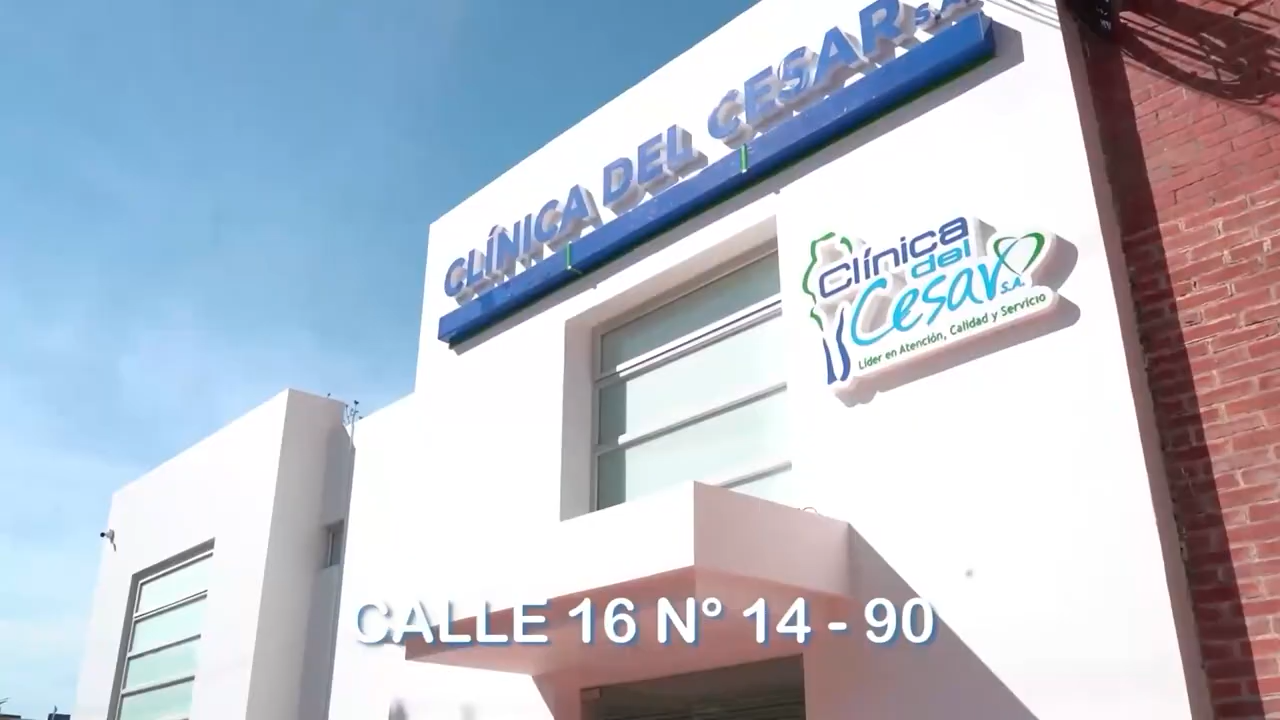 CLÍNICA DEL CESAR S.A.
Clínica
del
Cesar S.A.
Líder en Atención, Calidad y Servicio
CALLE 16 N° 14 - 90